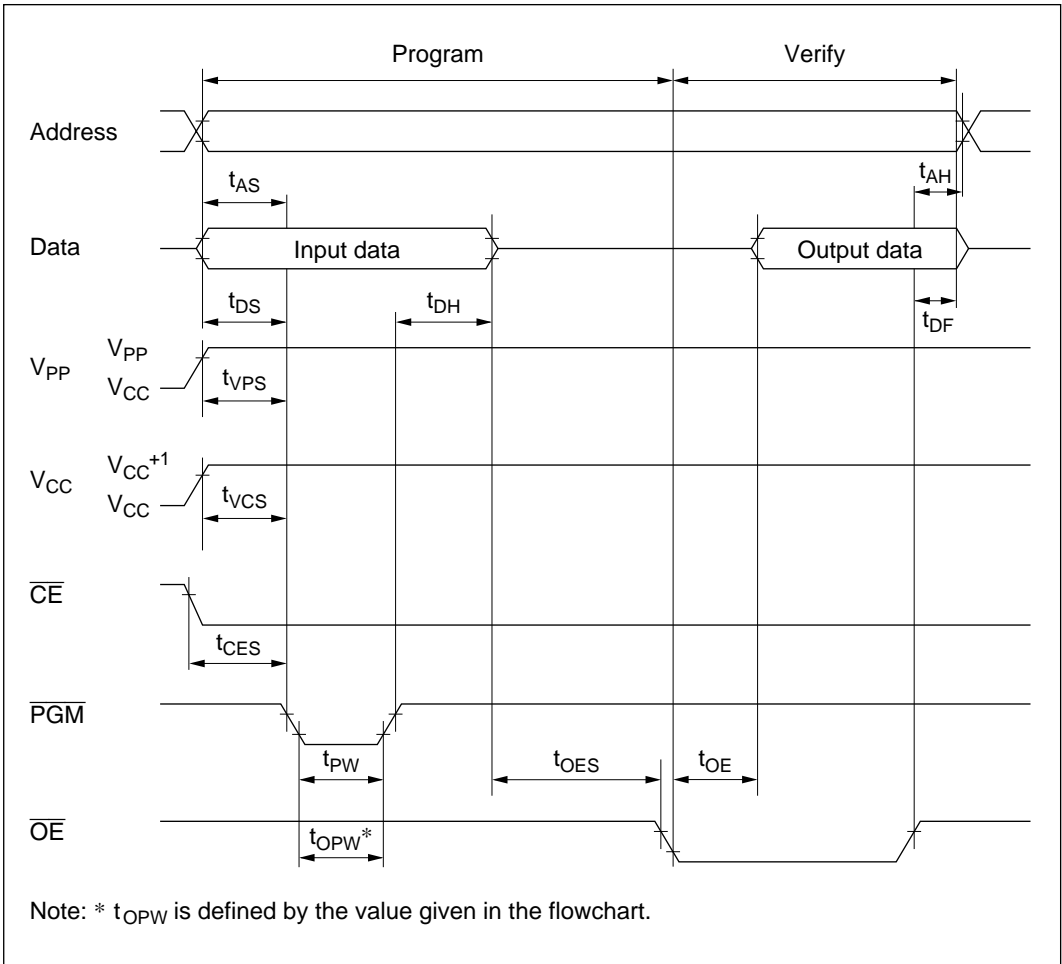 Program Verify
Address
tAS tAH
Data Input data Output data
tDS tDH tDF
VPP VPP
VCC
tVPS
VCC VCC+1
VCC
tVCS
CE
tCES
PGM
tPW tOES tOE
OE
tOPW*
Note: * tOPW is defined by the value given in the flowchart.